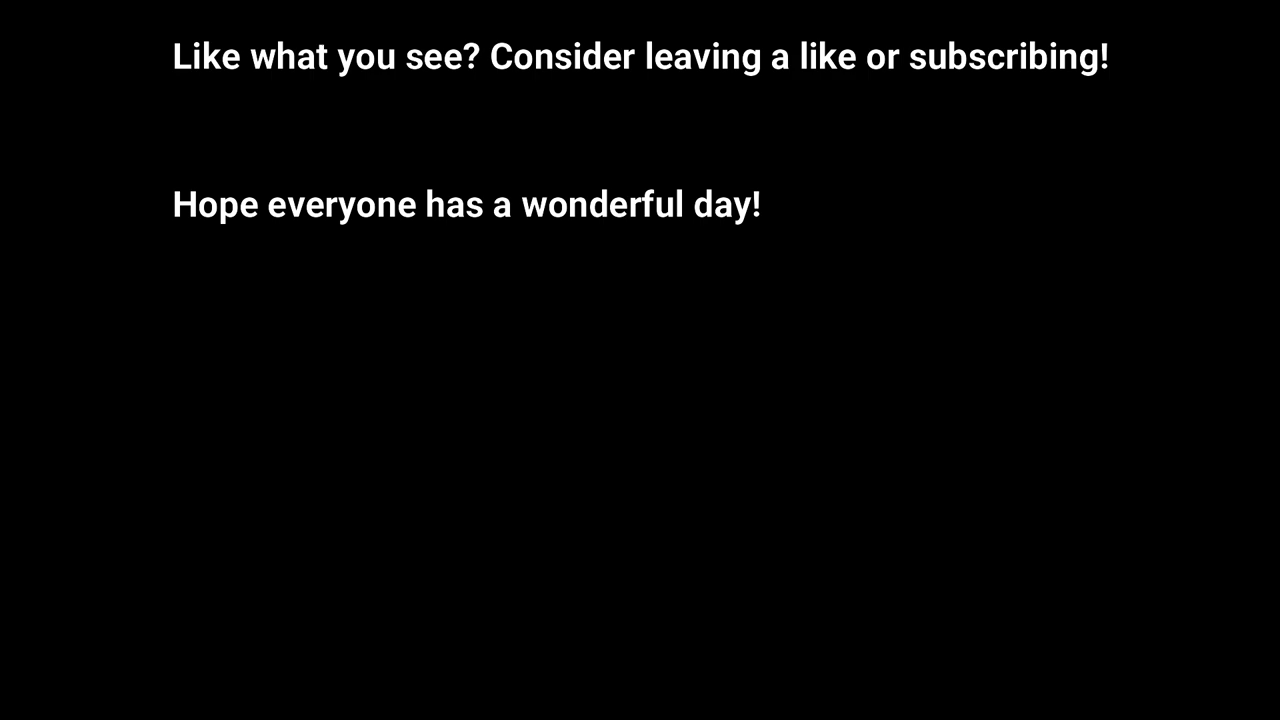 Like what you see? Consider leaving a like or subscribing!
Hope everyone has a wonderful day!